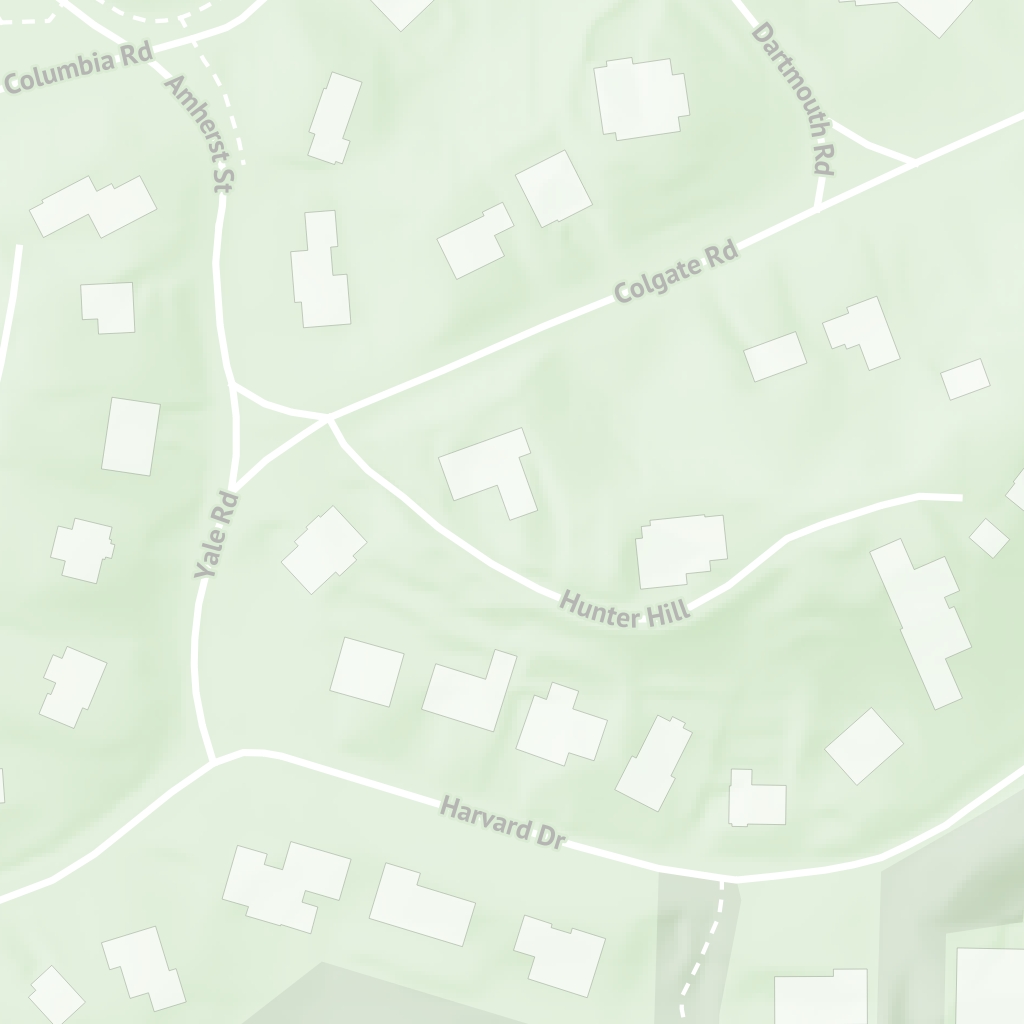 Columbia Rd
Amherst St
Dartmouth Rd
Colgate Rd
Yale Rd
Hunter Hill
Harvard Dr